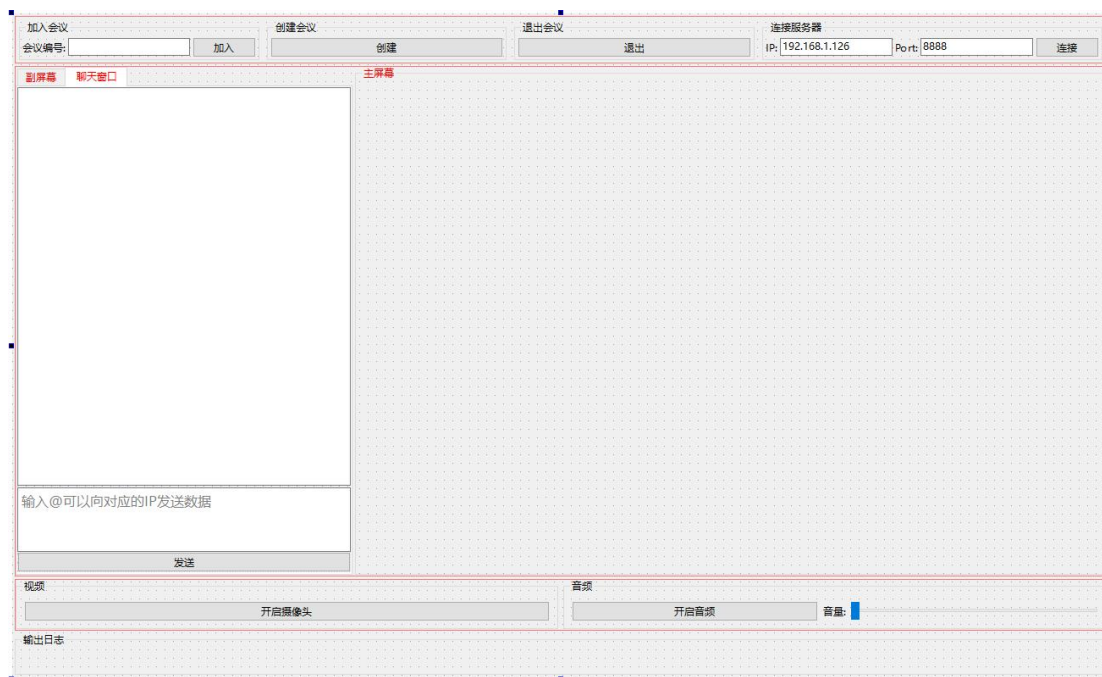 加入会议 创建会议 退出会议 连接服务器
会议编号: 加入 创建 退出 IP: 192.168.1.126 Port: 8888 连接
副屏幕 聊天窗口 主屏幕
输入@可以向对应的IP发送数据
发送
视频 音频
开启摄像头 开启音频 音量:
输出日志